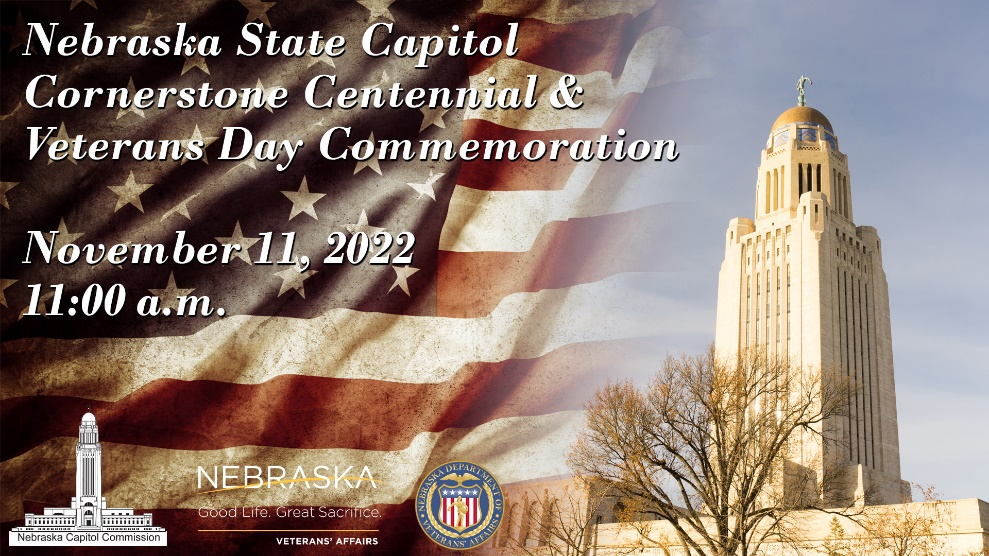 Nebraska State Capitol
Cornerstone Centennial &
Veterans Day Commemoration
November 11, 2022
11:00 a.m.
Nebraska Capitol Commission
NEBRASKA
Good Life. Great Sacrifice.
VETERANS' AFFAIRS
NEBRASKA DEPARTMENT OF
VETERANS' AFFAIRS